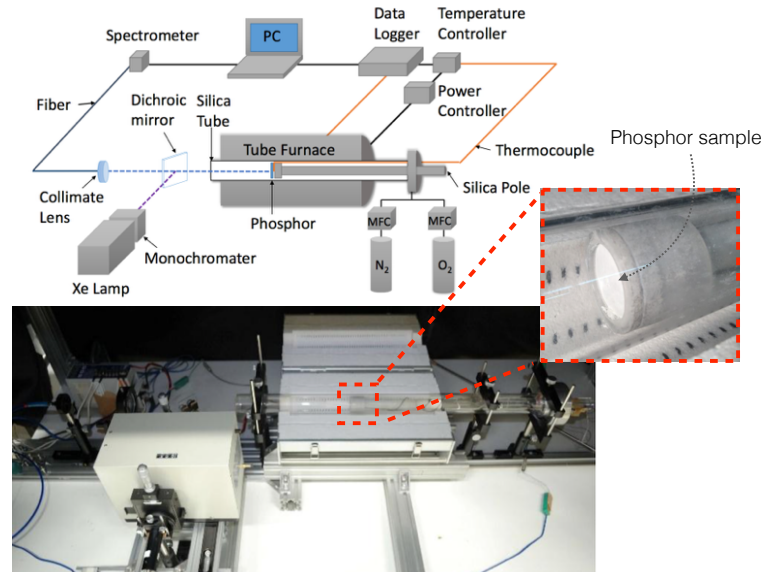 Spectrometer
PC
Data
Logger
Temperature
Controller
Power
Controller
Fiber
Dichroic
mirror
Silica
Tube
Tube Furnace
Thermocouple
Collimate
Lens
Phosphor
Silica Pole
Monochromater
Xe Lamp
MFC
MFC
N₂
O₂
Phosphor sample